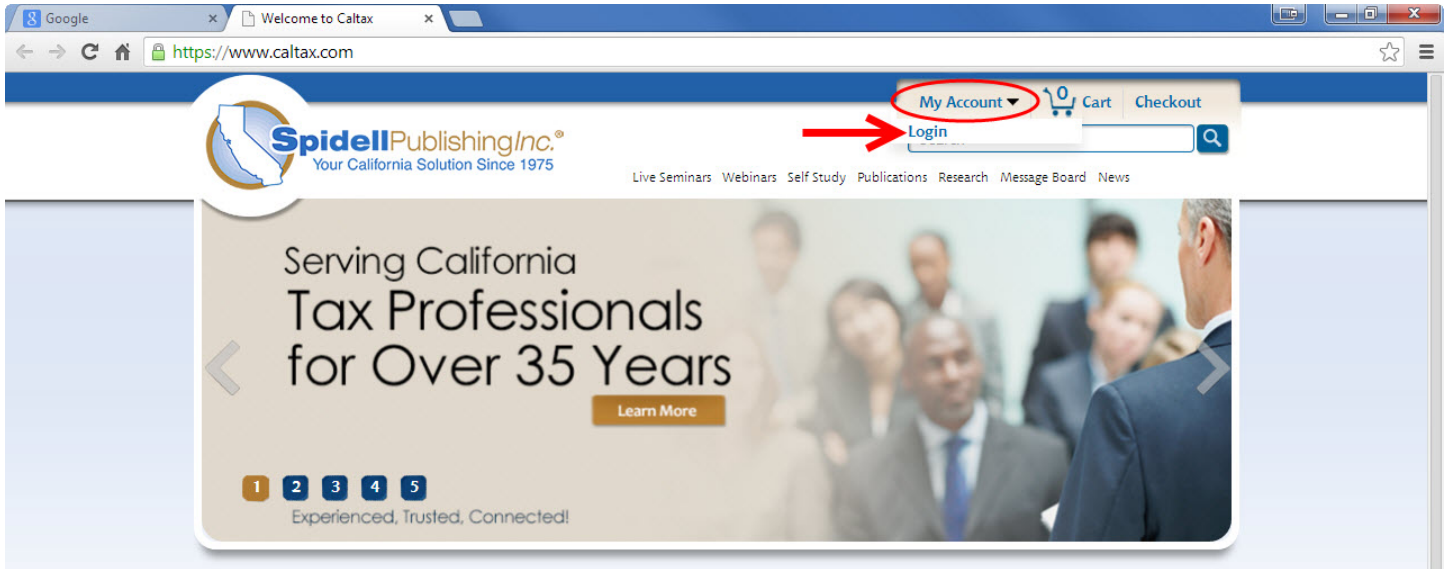 Google
Welcome to Caltax
https://www.caltax.com
My Account
0
Cart
Checkout
Login
SpidellPublishingInc.®
Your California Solution Since 1975
Live Seminars Webinars Self Study Publications Research Message Board News
Serving California
Tax Professionals
for Over 35 Years
Learn More
1 2 3 4 5
Experienced, Trusted, Connected!